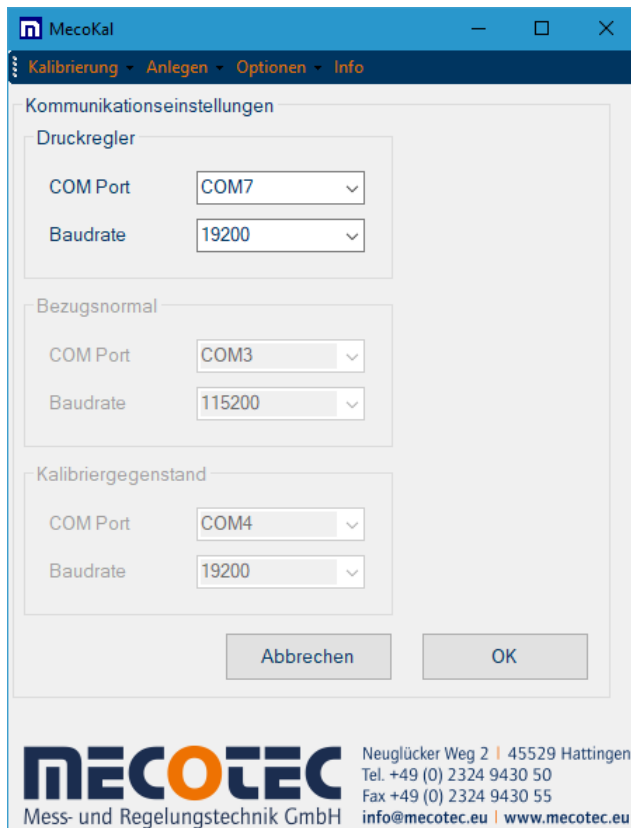 MecoKal
Kalibrierung Anlegen Optionen Info
Kommunikationseinstellungen
Druckregler
COM Port COM7
Baudrate 19200
Bezugsnormal
COM Port COM3
Baudrate 115200
Kalibriergegenstand
COM Port COM4
Baudrate 19200
Abbrechen OK
MECOTEC
Mess- und Regelungstechnik GmbH
Neuglücker Weg 2 | 45529 Hattingen
Tel. +49 (0) 2324 9430 50
Fax +49 (0) 2324 9430 55
info@mecotec.eu | www.mecotec.eu